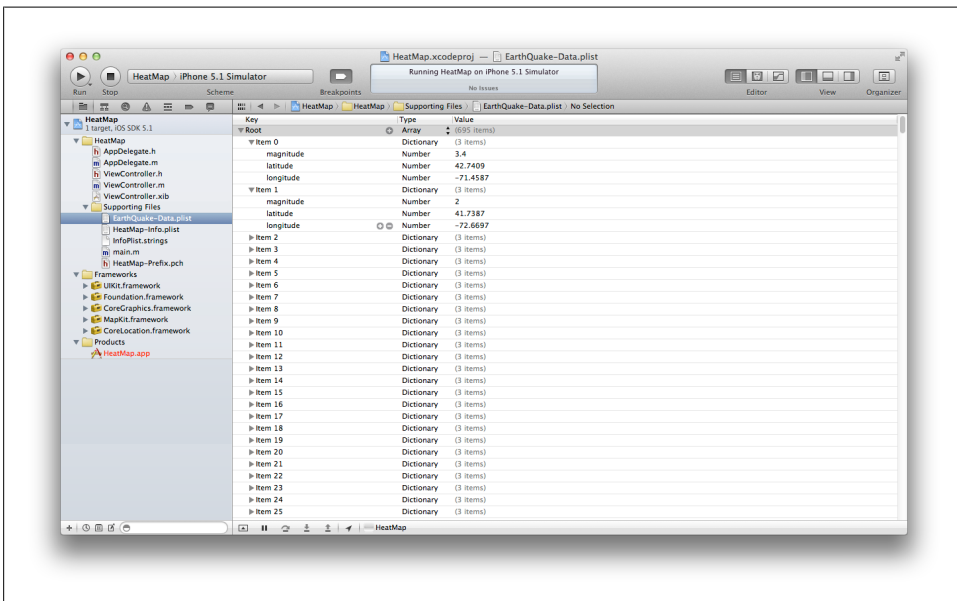 HeatMap.xcodeproj — EarthQuake-Data.plist
HeatMap iPhone 5.1 Simulator
Running HeatMap on iPhone 5.1 Simulator
No Issues
Run Stop Scheme Breakpoints Editor View Organizer
HeatMap
1 target, iOS SDK 5.1
HeatMap
h AppDelegate.h
m AppDelegate.m
h ViewController.h
m ViewController.m
ViewController.xib
Supporting Files
EarthQuake-Data.plist
HeatMap-Info.plist
InfoPlist.strings
m main.m
h HeatMap-Prefix.pch
Frameworks
UIKit.framework
Foundation.framework
CoreGraphics.framework
MapKit.framework
CoreLocation.framework
Products
HeatMap.app
HeatMap HeatMap Supporting Files EarthQuake-Data.plist No Selection
Key Type Value
Root Array (695 items)
Item 0 Dictionary (3 items)
magnitude Number 3.4
latitude Number 42.7409
longitude Number -71.4587
Item 1 Dictionary (3 items)
magnitude Number 2
latitude Number 41.7387
longitude Number -72.6697
Item 2 Dictionary (3 items)
Item 3 Dictionary (3 items)
Item 4 Dictionary (3 items)
Item 5 Dictionary (3 items)
Item 6 Dictionary (3 items)
Item 7 Dictionary (3 items)
Item 8 Dictionary (3 items)
Item 9 Dictionary (3 items)
Item 10 Dictionary (3 items)
Item 11 Dictionary (3 items)
Item 12 Dictionary (3 items)
Item 13 Dictionary (3 items)
Item 14 Dictionary (3 items)
Item 15 Dictionary (3 items)
Item 16 Dictionary (3 items)
Item 17 Dictionary (3 items)
Item 18 Dictionary (3 items)
Item 19 Dictionary (3 items)
Item 20 Dictionary (3 items)
Item 21 Dictionary (3 items)
Item 22 Dictionary (3 items)
Item 23 Dictionary (3 items)
Item 24 Dictionary (3 items)
Item 25 Dictionary (3 items)
HeatMap